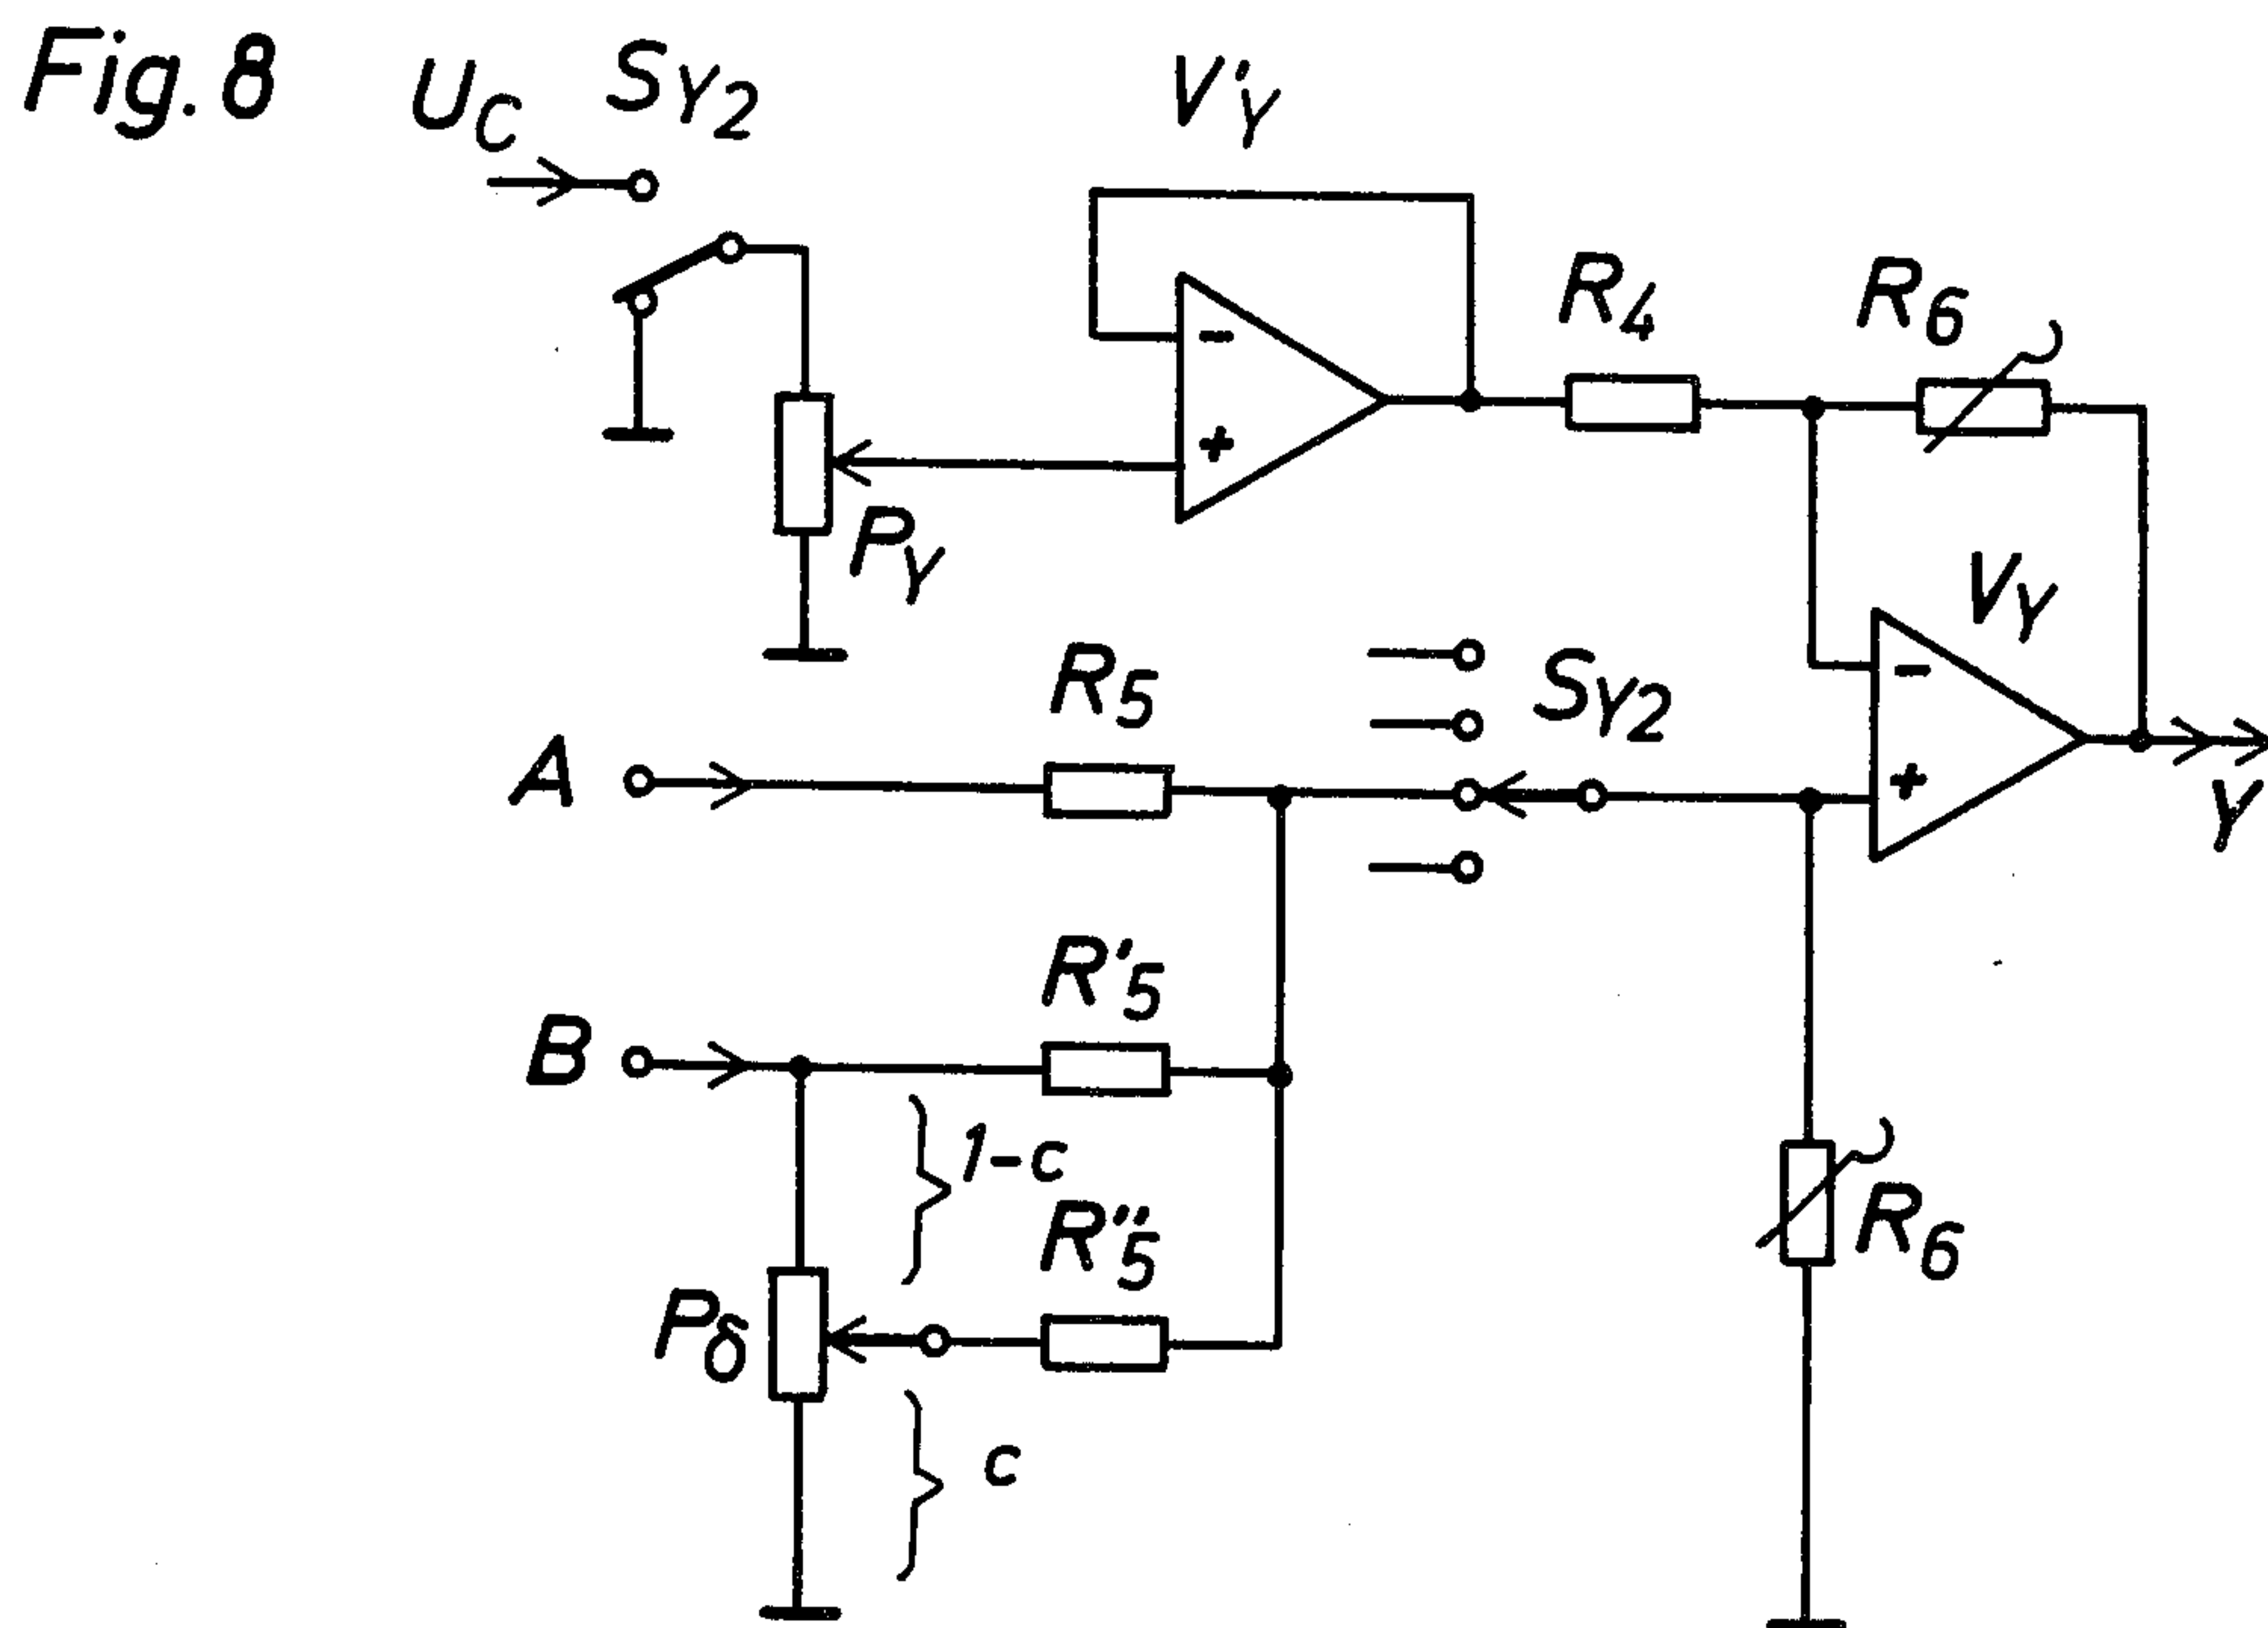 Fig. 8
U_C
S_Y2
V'_Y
-
+
R_4
R_6
P_Y
V_Y
-
+
R_5
S_Y2
A
Y
R'_5
B
1-c
R"_5
R_6
P_δ
c